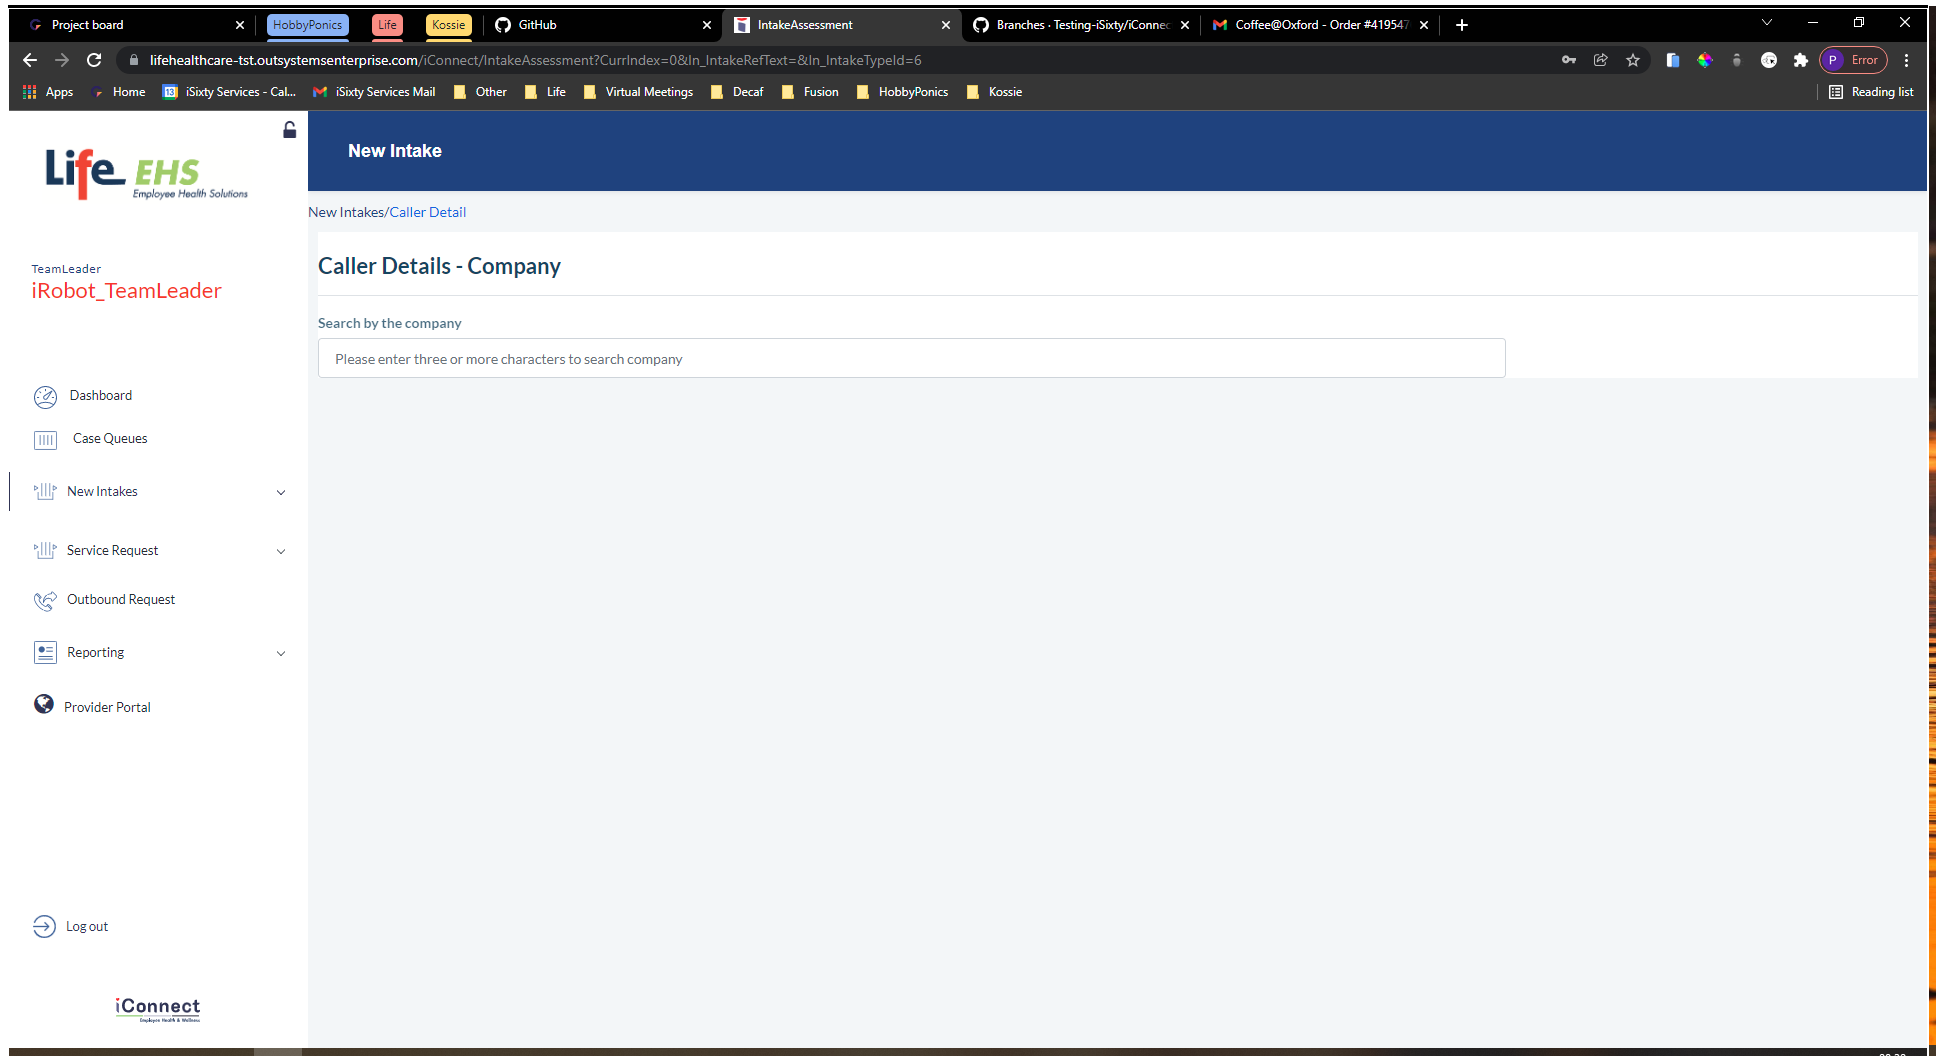 Project board
HobbyPonics
Life
Kossie
GitHub
IntakeAssessment
Branches · Testing-iSixty/iConnec
Coffee@Oxford - Order #419547
lifehealthcare-tst.outsystemsenterprise.com/iConnect/IntakeAssessment?CurrIndex=0&In_IntakeRefText=&In_IntakeTypeId=6
P Error
Apps
Home
13 iSixty Services - Cal...
iSixty Services Mail
Other
Life
Virtual Meetings
Decaf
Fusion
HobbyPonics
Kossie
Reading list
Life EHS
Employee Health Solutions
New Intake
New Intakes/Caller Detail
Caller Details - Company
Search by the company
Please enter three or more characters to search company
TeamLeader
iRobot_TeamLeader
Dashboard
Case Queues
New Intakes
Service Request
Outbound Request
Reporting
Provider Portal
Log out
iConnect
Employee Health & Wellness